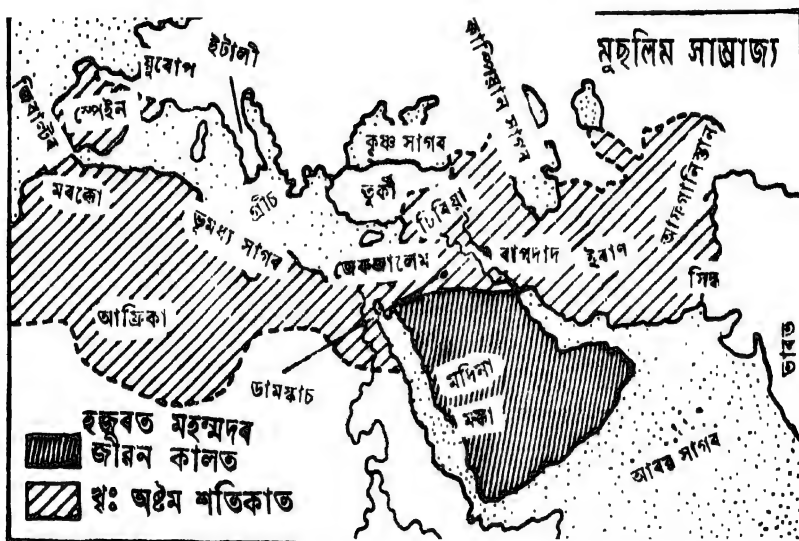 মুছলিম সাম্ৰাজ্য
ইটালী
য়ুৰোপ
স্পেইন
জিব্ৰাল্টৰ
কাস্পিয়ান সাগৰ
কৃষ্ণ সাগৰ
তুৰ্কী
গ্ৰীচ
চিৰিয়া
আফগানিস্তান
মৰক্কো
ভূমধ্য সাগৰ
জেৰুজালেম
বাগদাদ
ইৰাণ
সিন্ধ
আফ্ৰিকা
ভাৰত
ডামস্কাচ
মদিনা
মক্কা
আৰব সাগৰ
হজৰত মহম্মদৰ
জীৱন কালত
খৃঃ অষ্টম শতিকাত